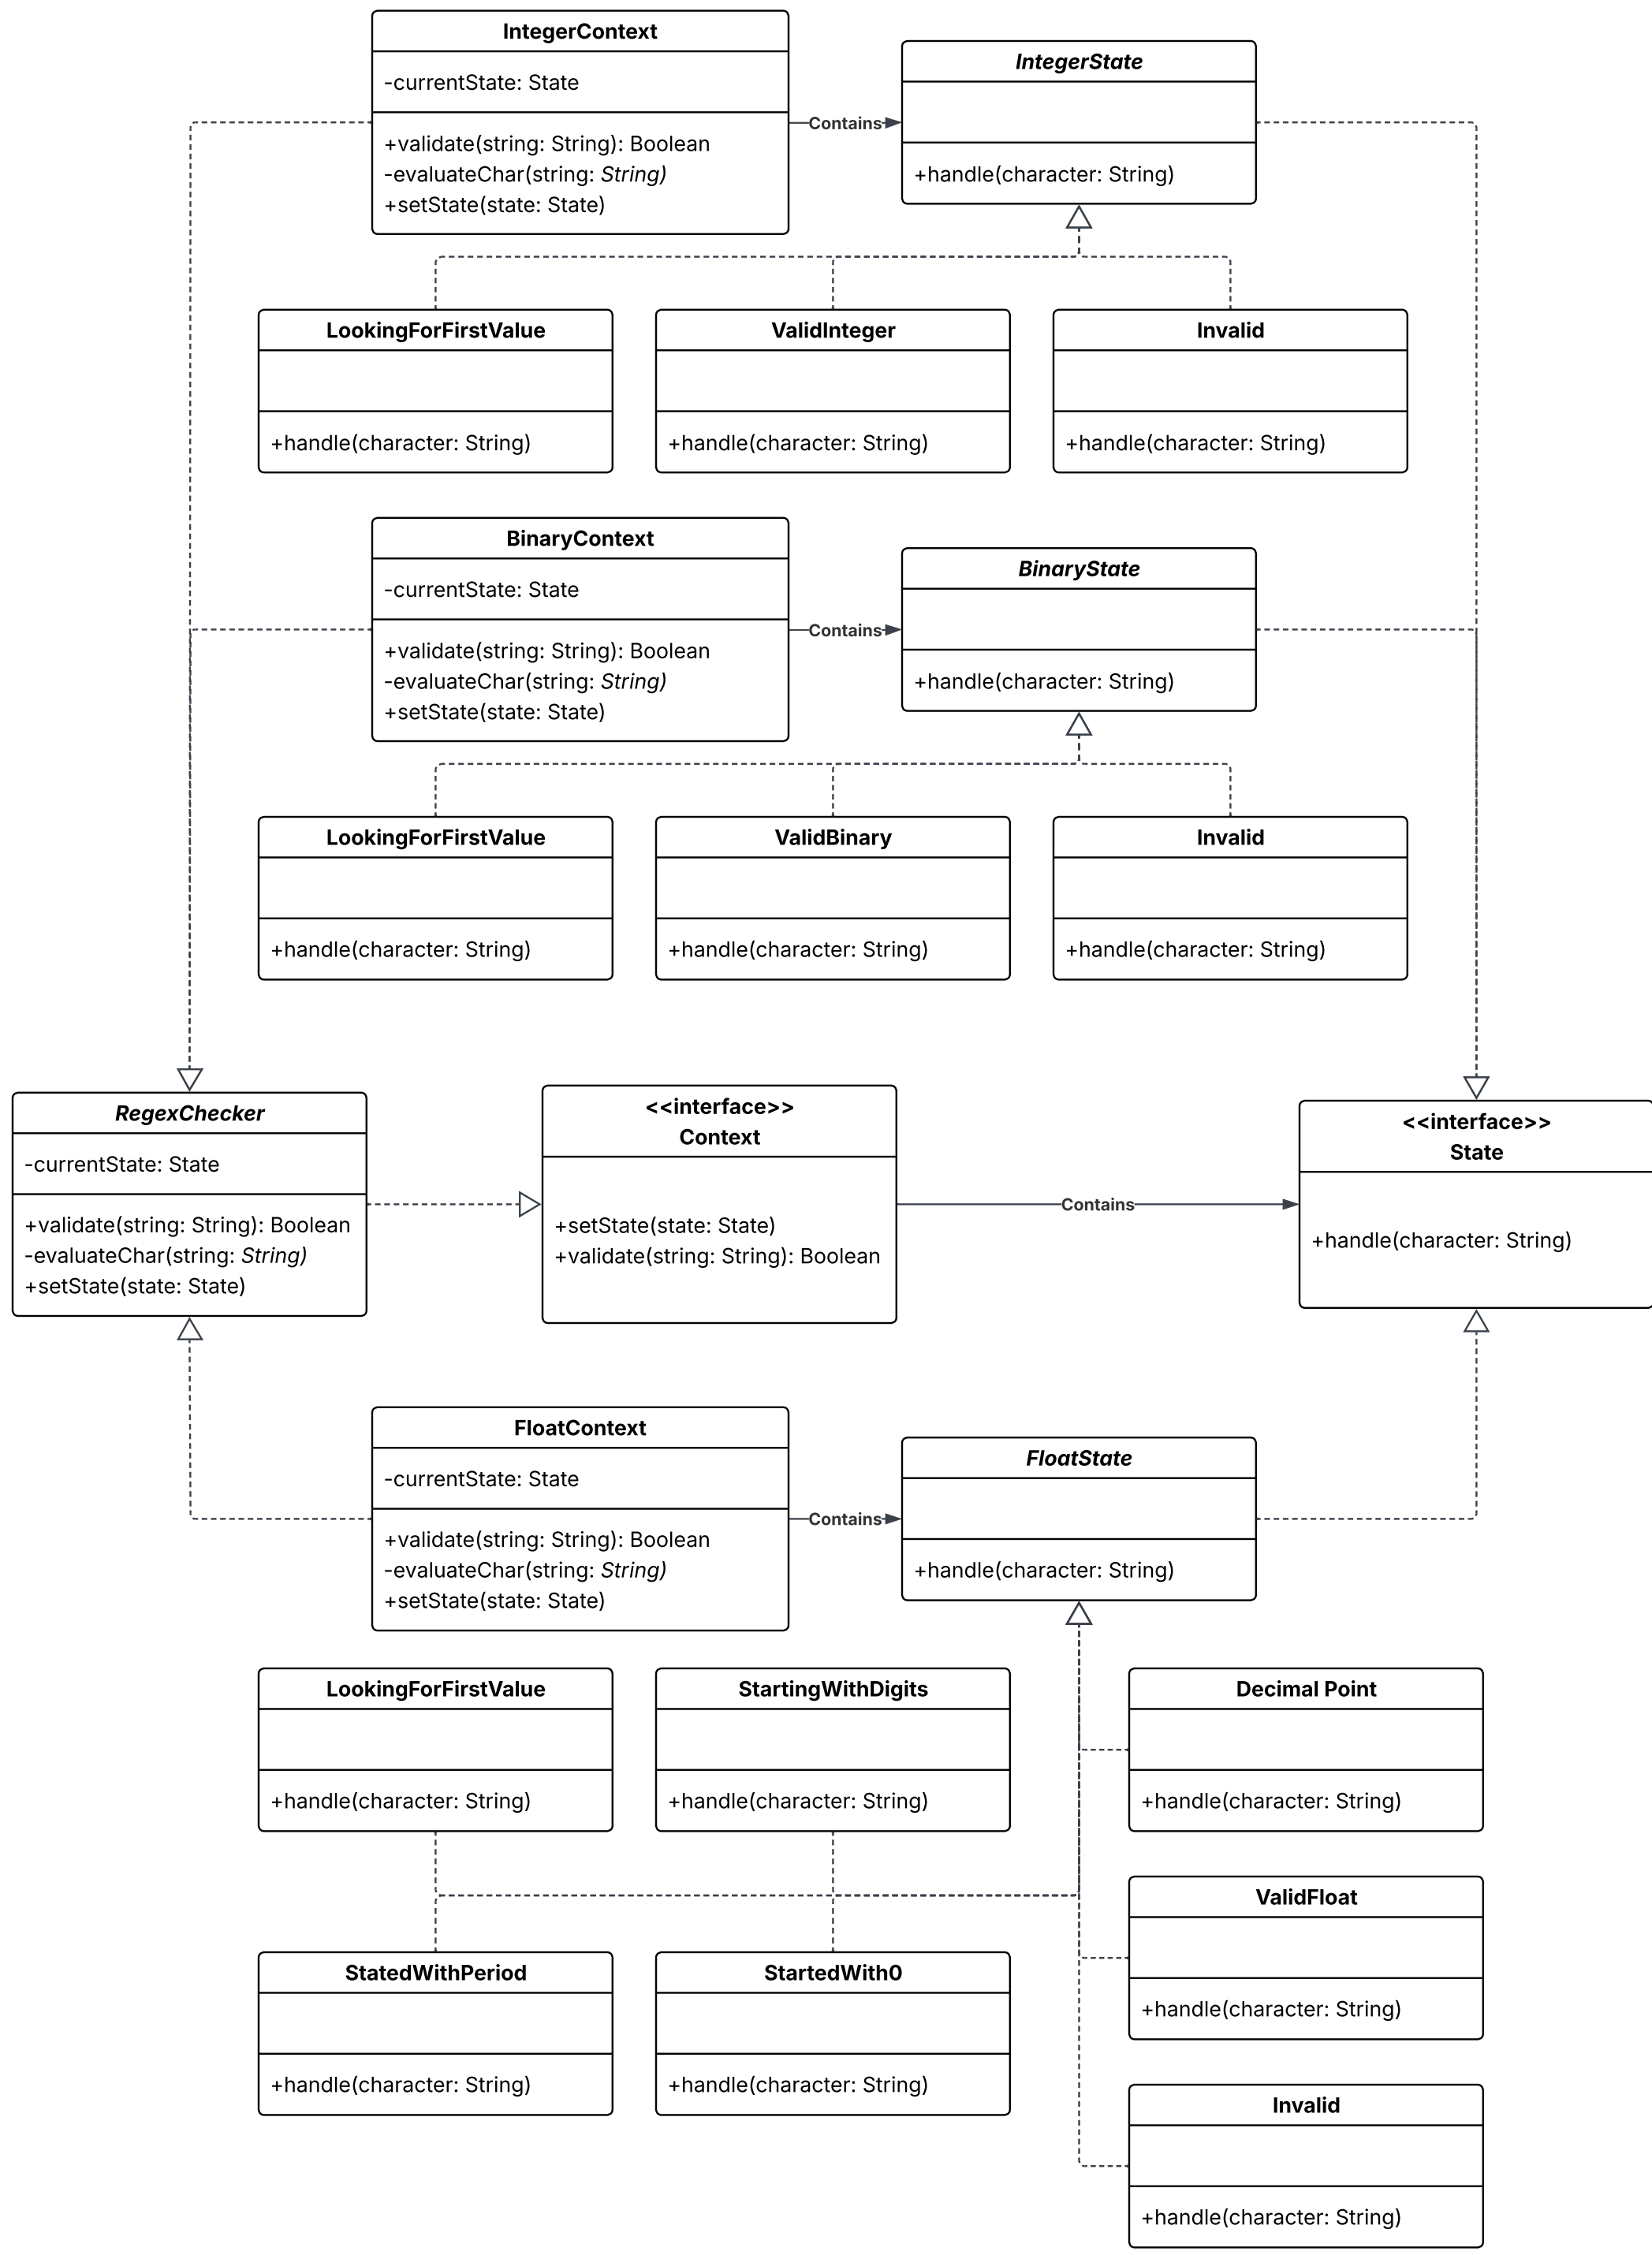 IntegerContext
-currentState: State
+validate(string: String): Boolean
-evaluateChar(string: String)
+setState(state: State)
Contains
IntegerState
+handle(character: String)
LookingForFirstValue
+handle(character: String)
ValidInteger
+handle(character: String)
Invalid
+handle(character: String)
BinaryContext
-currentState: State
+validate(string: String): Boolean
-evaluateChar(string: String)
+setState(state: State)
Contains
BinaryState
+handle(character: String)
LookingForFirstValue
+handle(character: String)
ValidBinary
+handle(character: String)
Invalid
+handle(character: String)
RegexChecker
-currentState: State
+validate(string: String): Boolean
-evaluateChar(string: String)
+setState(state: State)
<<interface>>
Context
+setState(state: State)
+validate(string: String): Boolean
Contains
<<interface>>
State
+handle(character: String)
FloatContext
-currentState: State
+validate(string: String): Boolean
-evaluateChar(string: String)
+setState(state: State)
Contains
FloatState
+handle(character: String)
LookingForFirstValue
+handle(character: String)
StartingWithDigits
+handle(character: String)
Decimal Point
+handle(character: String)
StatedWithPeriod
+handle(character: String)
StartedWith0
+handle(character: String)
ValidFloat
+handle(character: String)
Invalid
+handle(character: String)